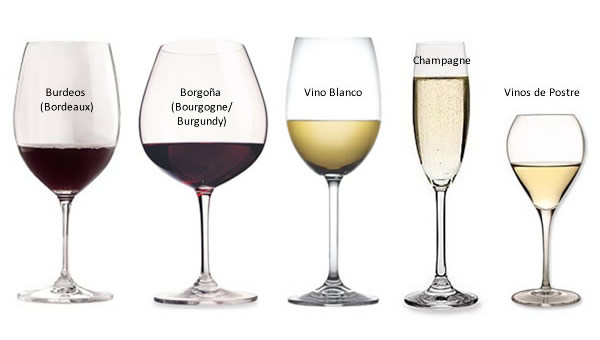 Burdeos
(Bordeaux)
Borgoña
(Bourgogne/
Burgundy)
Vino Blanco
Champagne
Vinos de Postre